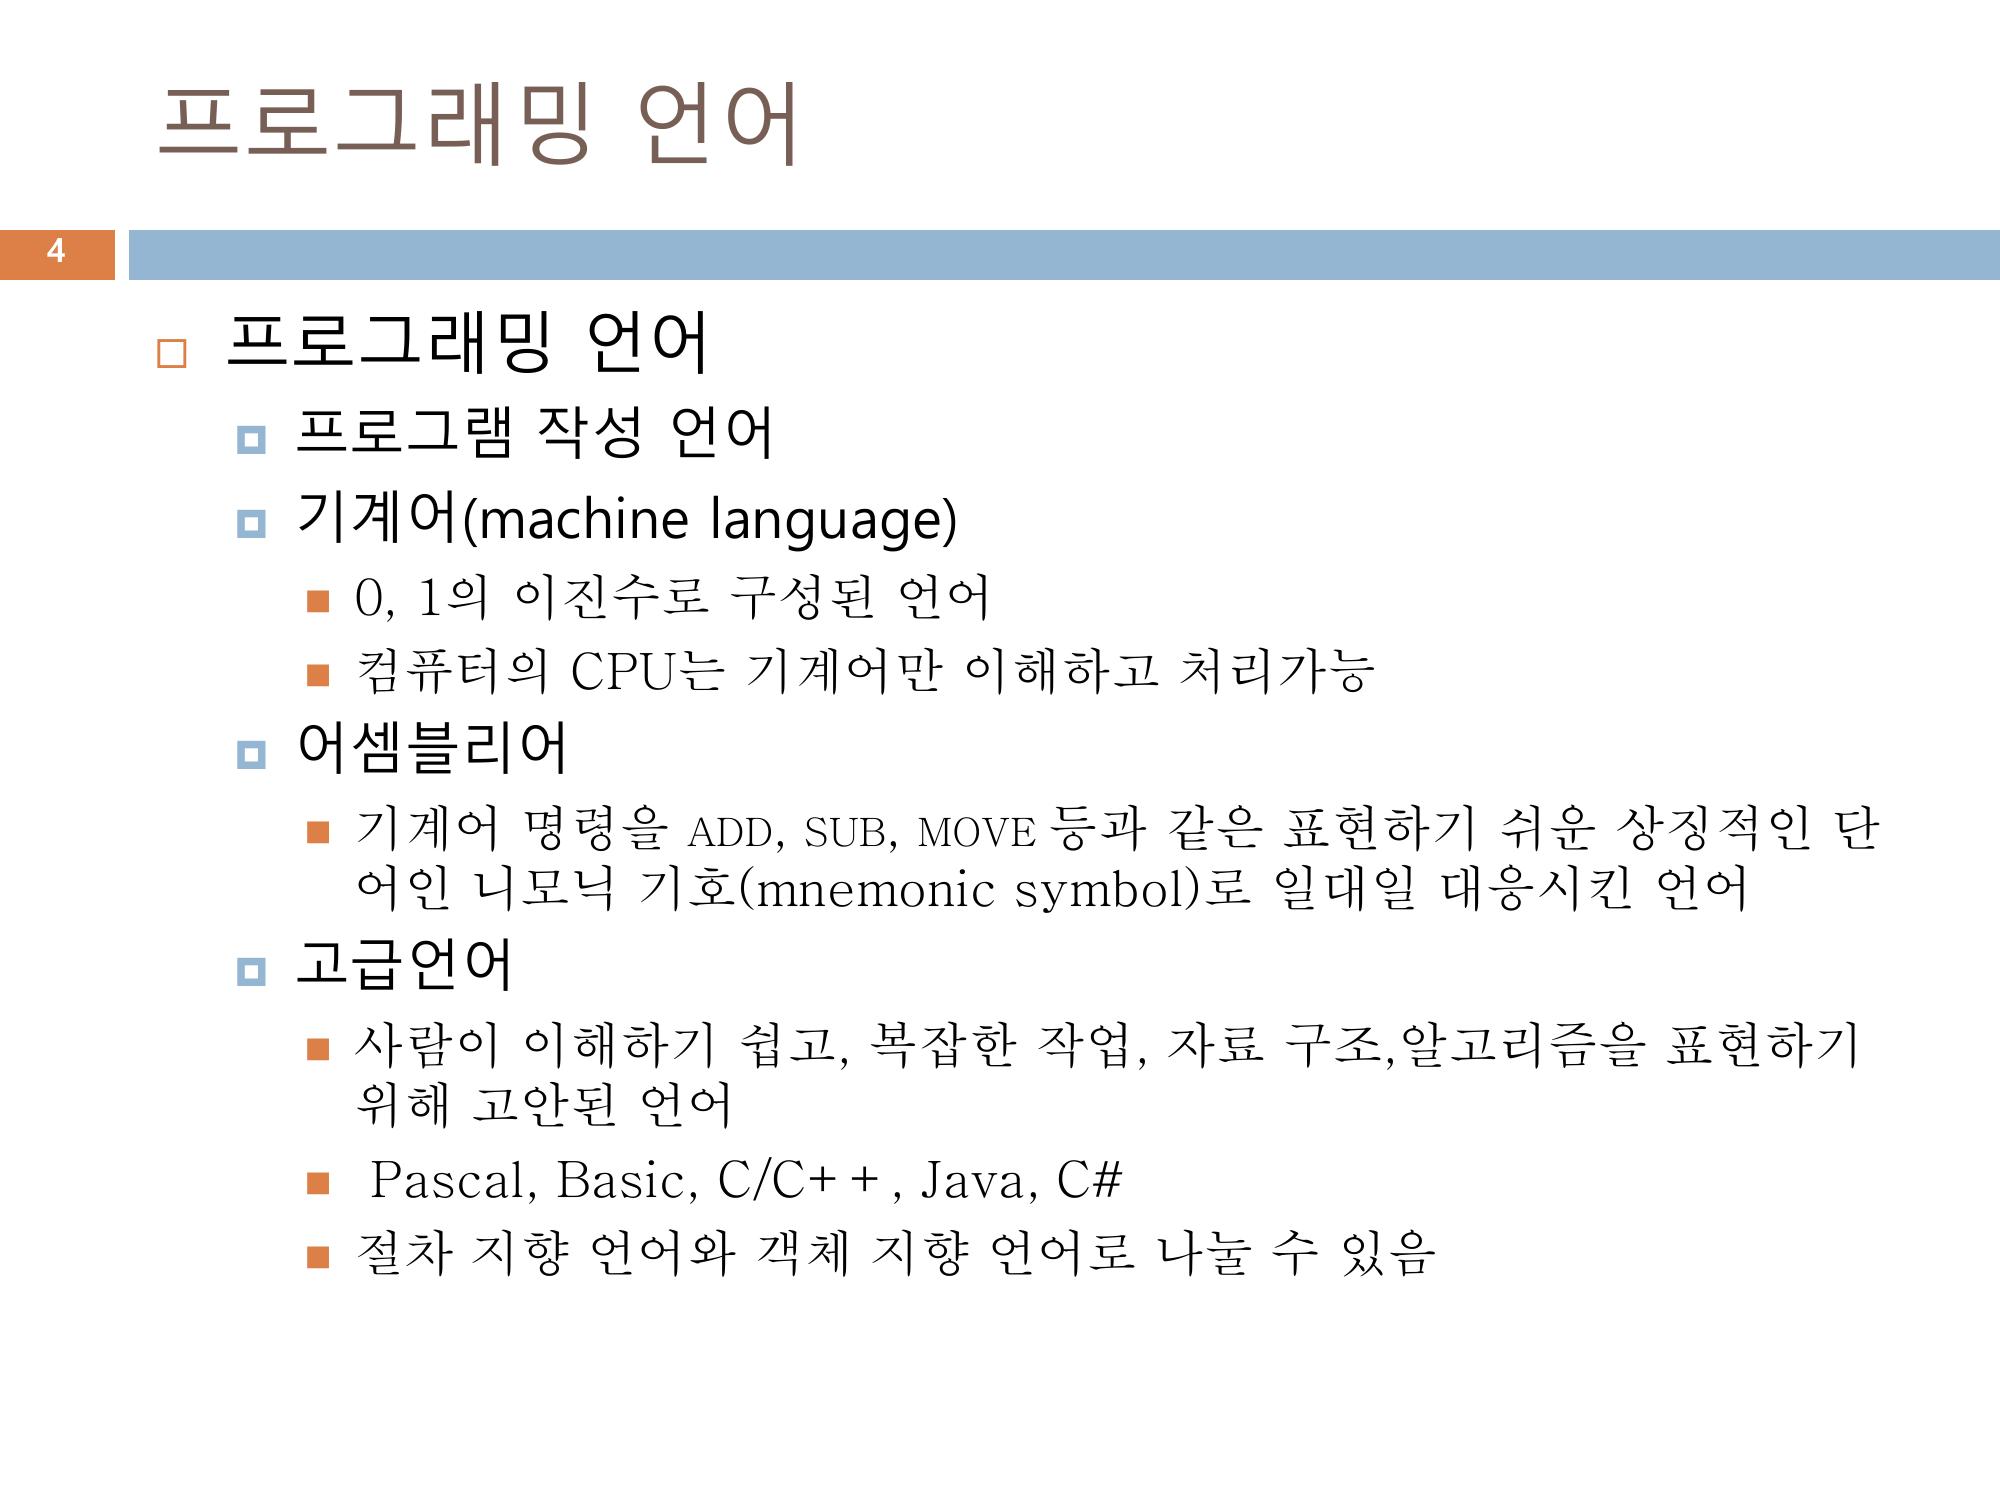 프로그래밍 언어
4
프로그래밍 언어
프로그램 작성 언어
기계어(machine language)
0, 1의 이진수로 구성된 언어
컴퓨터의 CPU는 기계어만 이해하고 처리가능
어셈블리어
기계어 명령을 ADD, SUB, MOVE 등과 같은 표현하기 쉬운 상징적인 단
어인 니모닉 기호(mnemonic symbol)로 일대일 대응시킨 언어
고급언어
사람이 이해하기 쉽고, 복잡한 작업, 자료 구조,알고리즘을 표현하기
위해 고안된 언어
Pascal, Basic, C/C++, Java, C#
절차 지향 언어와 객체 지향 언어로 나눌 수 있음